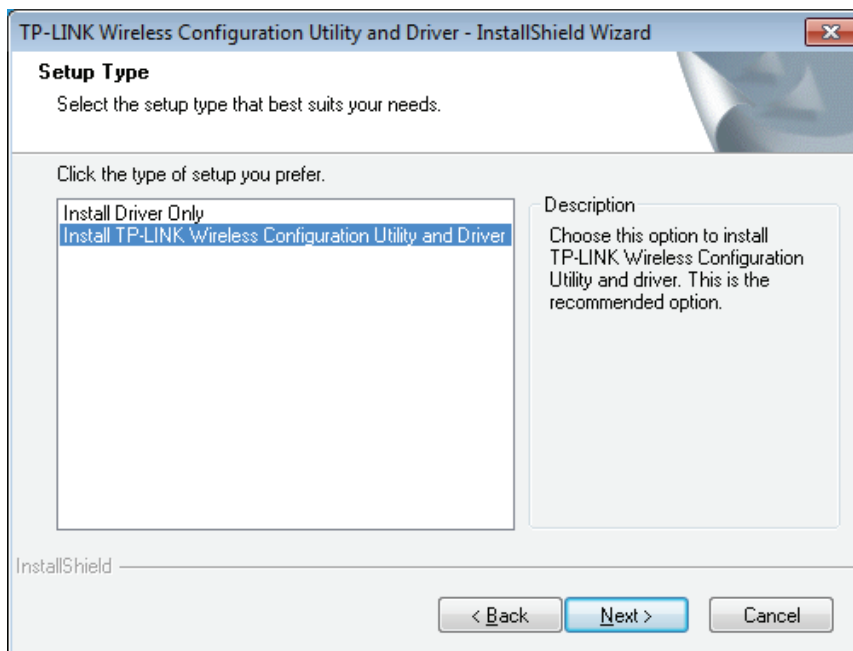 TP-LINK Wireless Configuration Utility and Driver - InstallShield Wizard
Setup Type
Select the setup type that best suits your needs.
Click the type of setup you prefer.
Install Driver Only
Install TP-LINK Wireless Configuration Utility and Driver
Description
Choose this option to install
TP-LINK Wireless Configuration
Utility and driver. This is the
recommended option.
InstallShield
< Back
Next >
Cancel